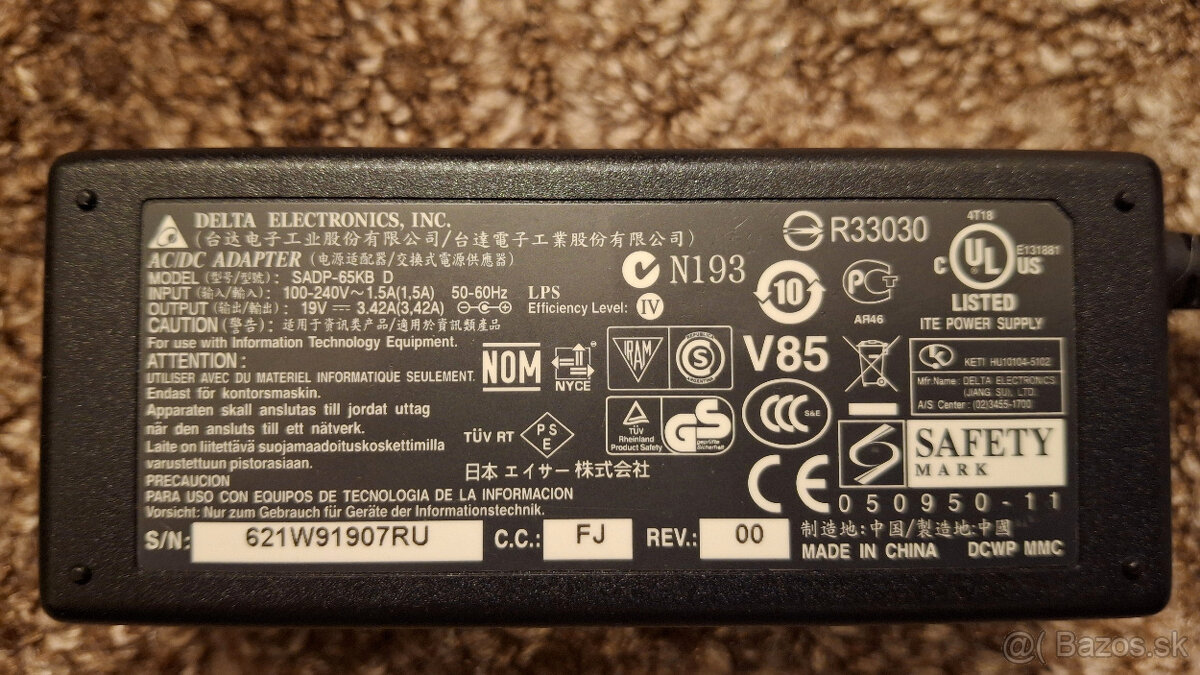 DELTA ELECTRONICS, INC.
(台达电子工业股份有限公司/台達電子工業股份有限公司)
AC/DC ADAPTER (电源适配器/交換式電源供應器)
MODEL (型号/型號): SADP-65KB D
INPUT (输入/輸入): 100-240V~1.5A(1,5A) 50-60Hz LPS
OUTPUT (输出/輸出): 19V 3.42A(3,42A) Efficiency Level: IV
CAUTION (警告): 适用于资讯类产品/適用於資訊類產品
For use with Information Technology Equipment.
ATTENTION:
UTILISER AVEC DU MATERIEL INFORMATIQUE SEULEMENT.
Endast för kontorsmaskin.
Apparaten skall anslutas till jordat uttag
när den ansluts till ett nätverk.
Laite on liitettävä suojamaadoituskoskettimilla
varustettuun pistorasiaan.
PRECAUCION
PARA USO CON EQUIPOS DE TECNOLOGIA DE LA INFORMACION
Vorsicht: Nur zum Gebrauch für Geräte der Informationstechnik.
S/N: 621W91907RU C.C.: FJ REV.: 00
N193
R33030
10
PCT
AЯ46
4T18
C UL US
E131881
LISTED
ITE POWER SUPPLY
NOM
NYCE
IRAM
S
V85
K
KETI HU10104-5102
Mfr.Name: DELTA ELECTRONICS
(JIANG SU), LTD.
A/S Center: (02)3455-1700
TÜV RT
PSE
TÜV
Rheinland
Product Safety
GS
geprüfte
Sicherheit
CCC
S&E
日本エイサー株式会社
CE
SAFETY
MARK
050950-11
制造地:中国/製造地:中國
MADE IN CHINA DCWP MMC
@( Bazos.sk